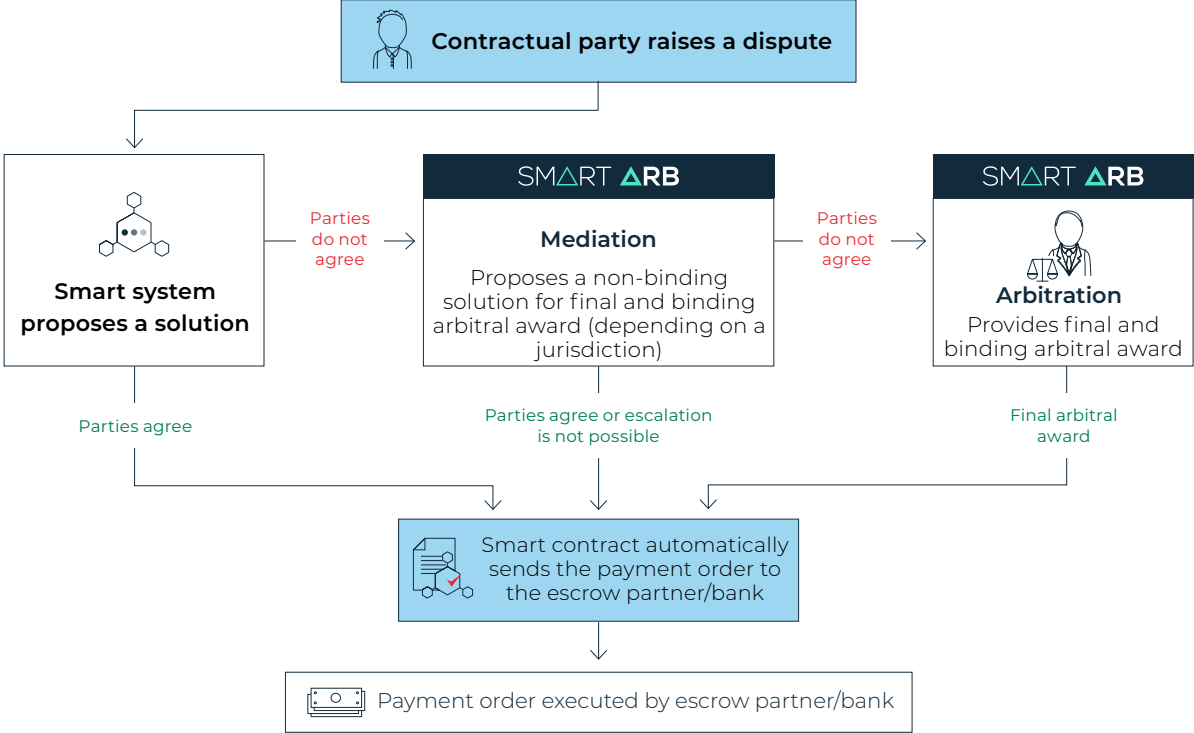 Contractual party raises a dispute
Smart system
proposes a solution
Parties
do not
agree
SMART ARB
Mediation
Proposes a non-binding
solution for final and binding
arbitral award (depending on a
jurisdiction)
Parties
do not
agree
SMART ARB
Arbitration
Provides final and
binding arbitral award
Parties agree
Parties agree or escalation
is not possible
Final arbitral
award
Smart contract automatically
sends the payment order to
the escrow partner/bank
Payment order executed by escrow partner/bank